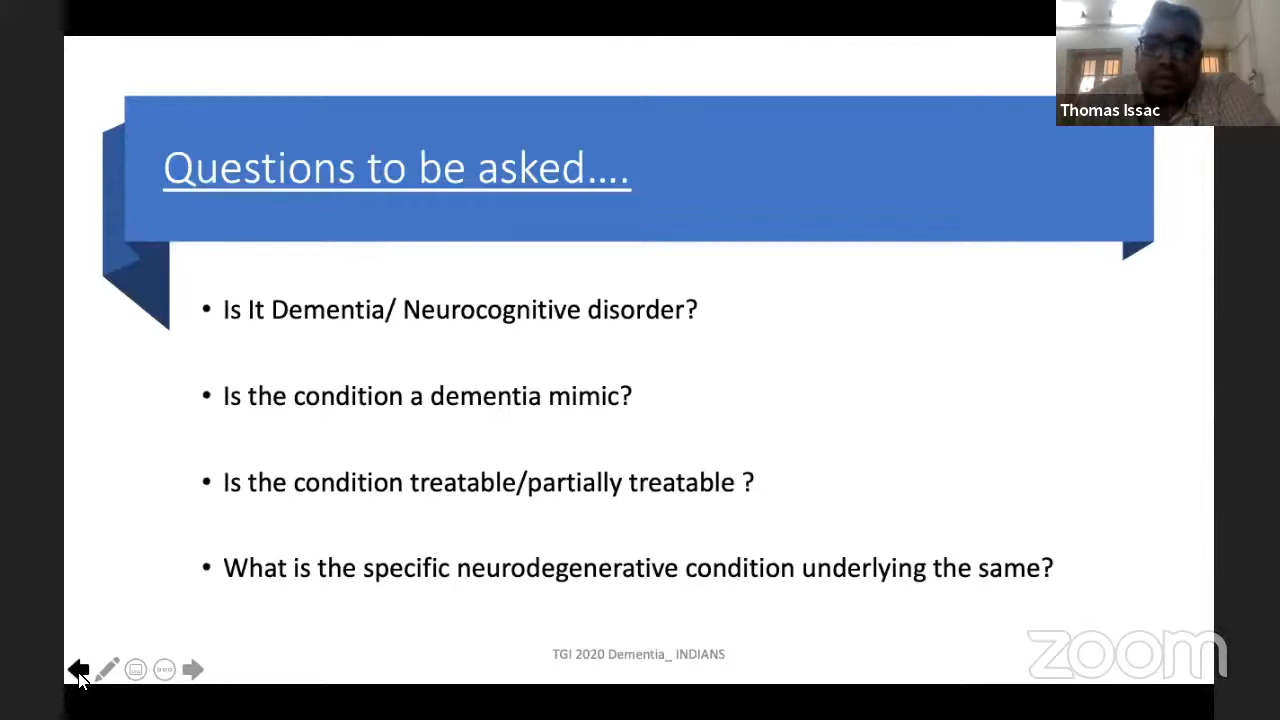 Thomas Issac
Questions to be asked....
• Is It Dementia/ Neurocognitive disorder?
• Is the condition a dementia mimic?
• Is the condition treatable/partially treatable ?
• What is the specific neurodegenerative condition underlying the same?
TGI 2020 Dementia_ INDIANS
zoom